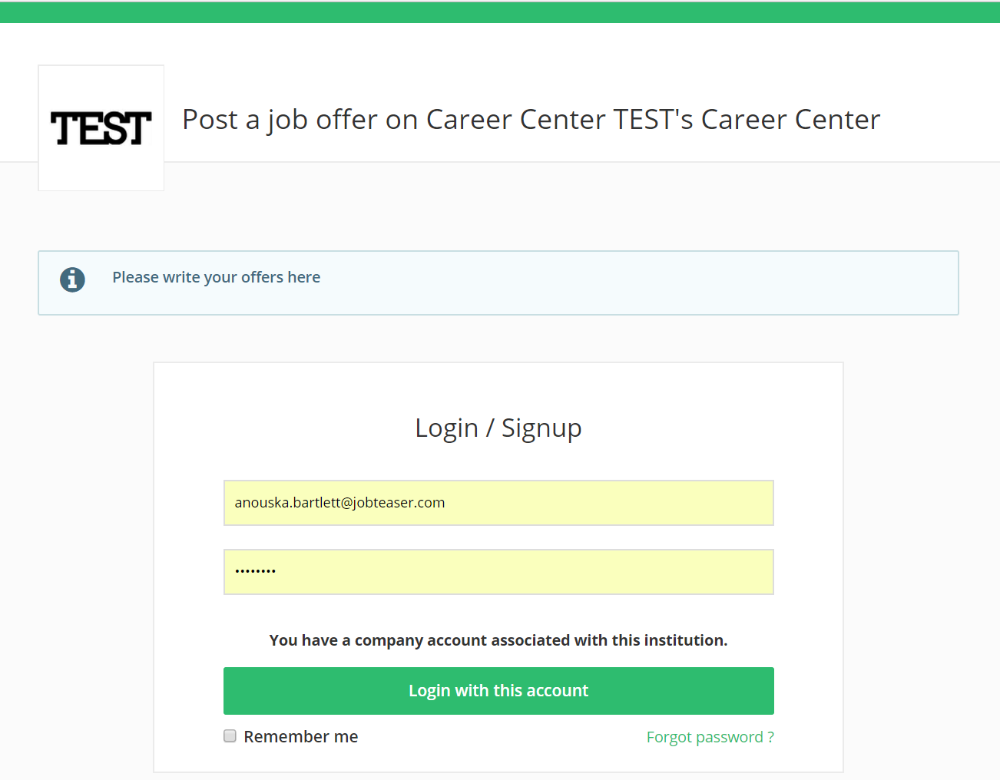 TEST
Post a job offer on Career Center TEST's Career Center
Please write your offers here
Login / Signup
anouska.bartlett@jobteaser.com
••••••••
You have a company account associated with this institution.
Login with this account
Remember me
Forgot password ?